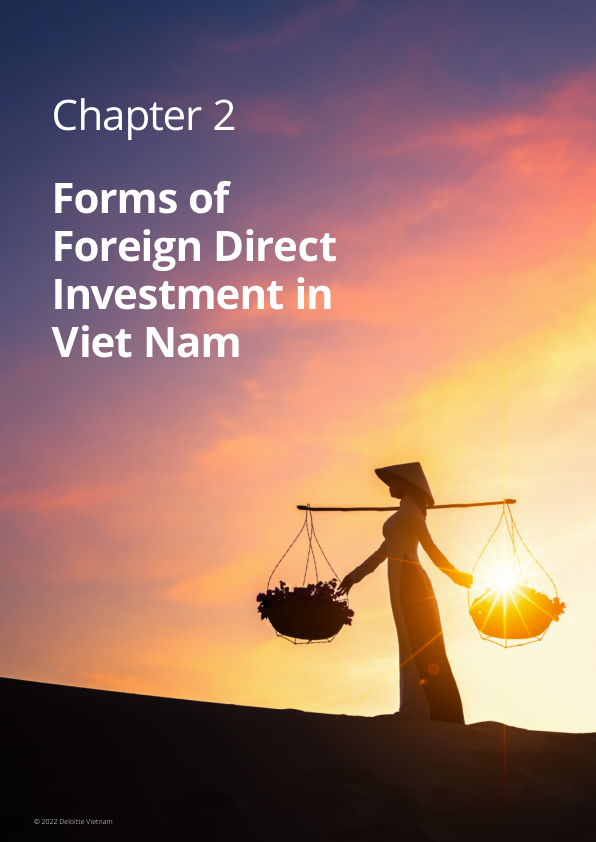 Chapter 2
Forms of
Foreign Direct
Investment in
Viet Nam
© 2022 Deloitte Vietnam